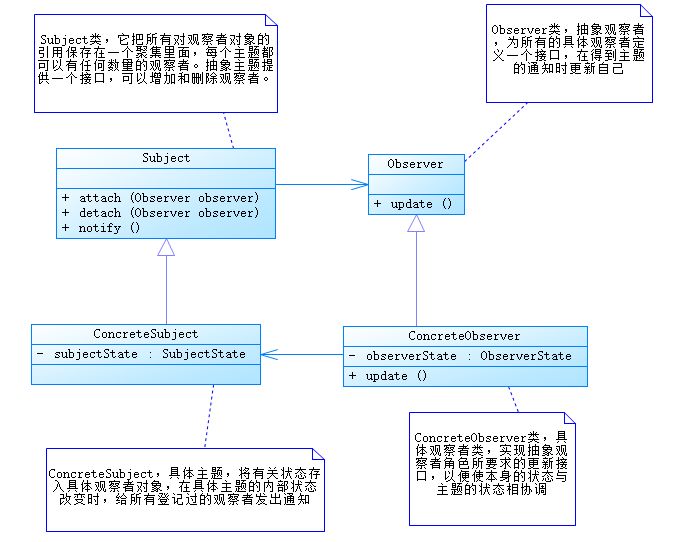 Subject类，它把所有对观察者对象的
引用保存在一个聚集里面，每个主题都
可以有任何数量的观察者。抽象主题提
供一个接口，可以增加和删除观察者。
Observer类，抽象观察者
，为所有的具体观察者定
义一个接口，在得到主题
的通知时更新自己
Subject
+ attach (Observer observer)
+ detach (Observer observer)
+ notify ()
Observer
+ update ()
ConcreteSubject
- subjectState : SubjectState
ConcreteObserver
- observerState : ObserverState
+ update ()
ConcreteSubject，具体主题，将有关状态存
入具体观察者对象，在具体主题的内部状态
改变时，给所有登记过的观察者发出通知
ConcreteObserver类，具
体观察者类，实现抽象观
察者角色所要求的更新接
口，以便使本身的状态与
主题的状态相协调